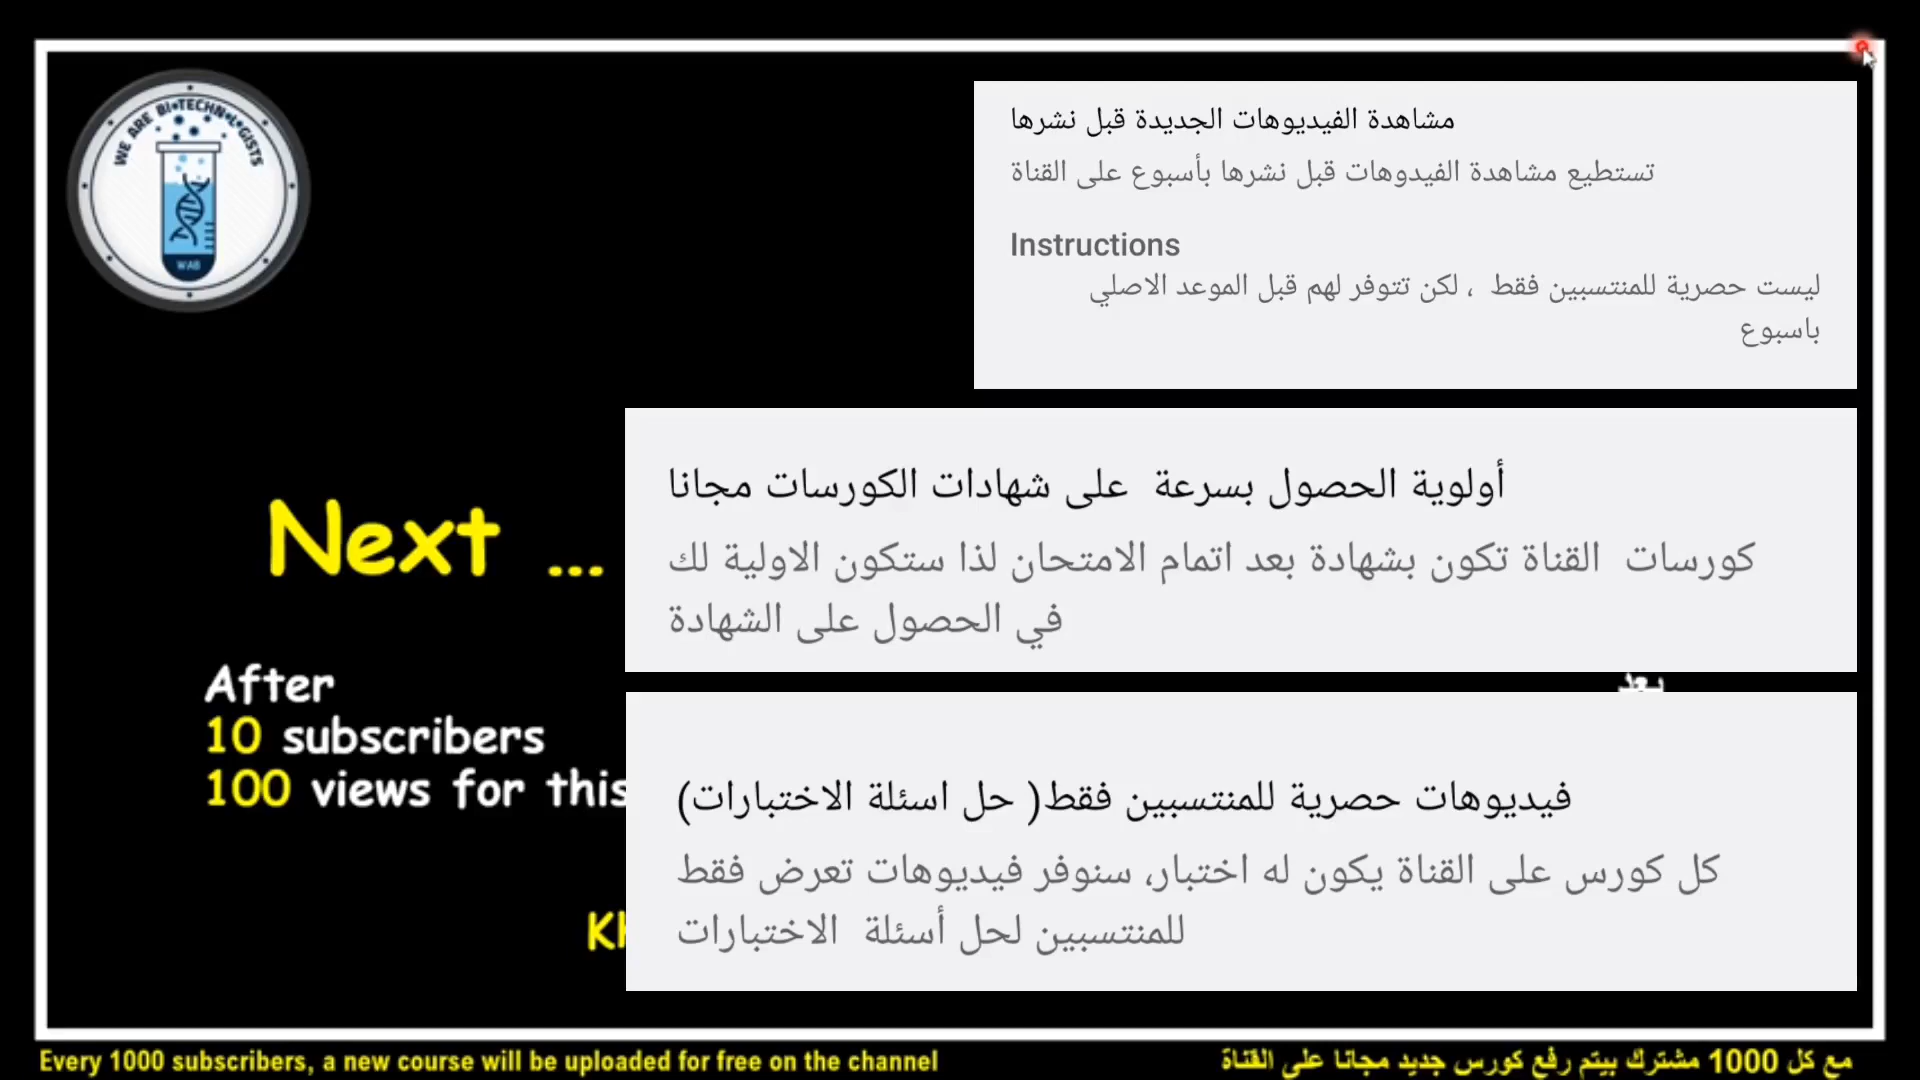 WE ARE BIOTECHNOLOGISTS
WAB
مشاهدة الفيديوهات الجديدة قبل نشرها
تستطيع مشاهدة الفيدوهات قبل نشرها بأسبوع على القناة
Instructions
ليست حصرية للمنتسبين فقط ، لكن تتوفر لهم قبل الموعد الاصلي
باسبوع
Next ...
أولوية الحصول بسرعة على شهادات الكورسات مجانا
كورسات القناة تكون بشهادة بعد اتمام الامتحان لذا ستكون الاولية لك
في الحصول على الشهادة
After
10 subscribers
100 views for this
بعد
فيديوهات حصرية للمنتسبين فقط( حل اسئلة الاختبارات)
كل كورس على القناة يكون له اختبار، سنوفر فيديوهات تعرض فقط
للمنتسبين لحل أسئلة الاختبارات
Every 1000 subscribers, a new course will be uploaded for free on the channel
مع كل 1000 مشترك بيتم رفع كورس جديد مجانا على القناة